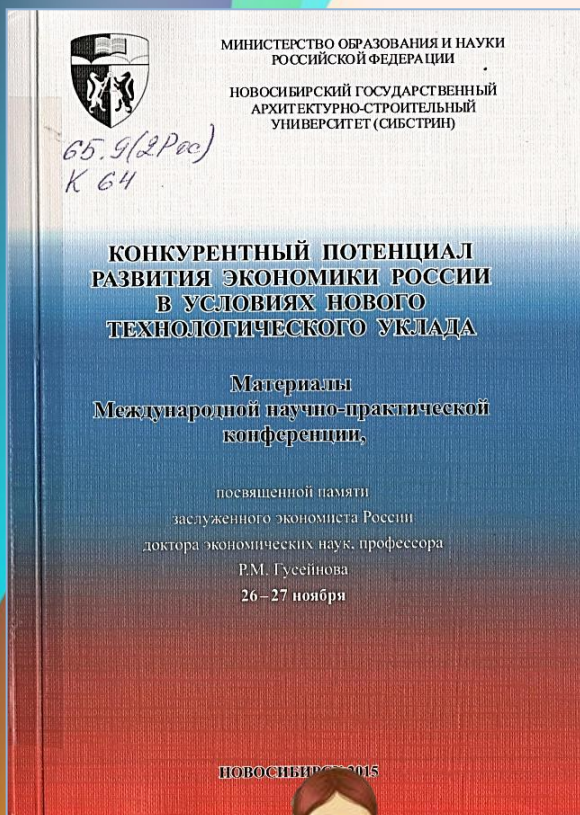 МИНИСТЕРСТВО ОБРАЗОВАНИЯ И НАУКИ
РОССИЙСКОЙ ФЕДЕРАЦИИ
НОВОСИБИРСКИЙ ГОСУДАРСТВЕННЫЙ
АРХИТЕКТУРНО-СТРОИТЕЛЬНЫЙ
УНИВЕРСИТЕТ (СИБСТРИН)
65.9(2Рос)
К 64
КОНКУРЕНТНЫЙ ПОТЕНЦИАЛ
РАЗВИТИЯ ЭКОНОМИКИ РОССИИ
В УСЛОВИЯХ НОВОГО
ТЕХНОЛОГИЧЕСКОГО УКЛАДА
Материалы
Международной научно-практической
конференции,
посвященной памяти
заслуженного экономиста России
доктора экономических наук, профессора
Р.М. Гусейнова
26–27 ноября
НОВОСИБИРСК 2015